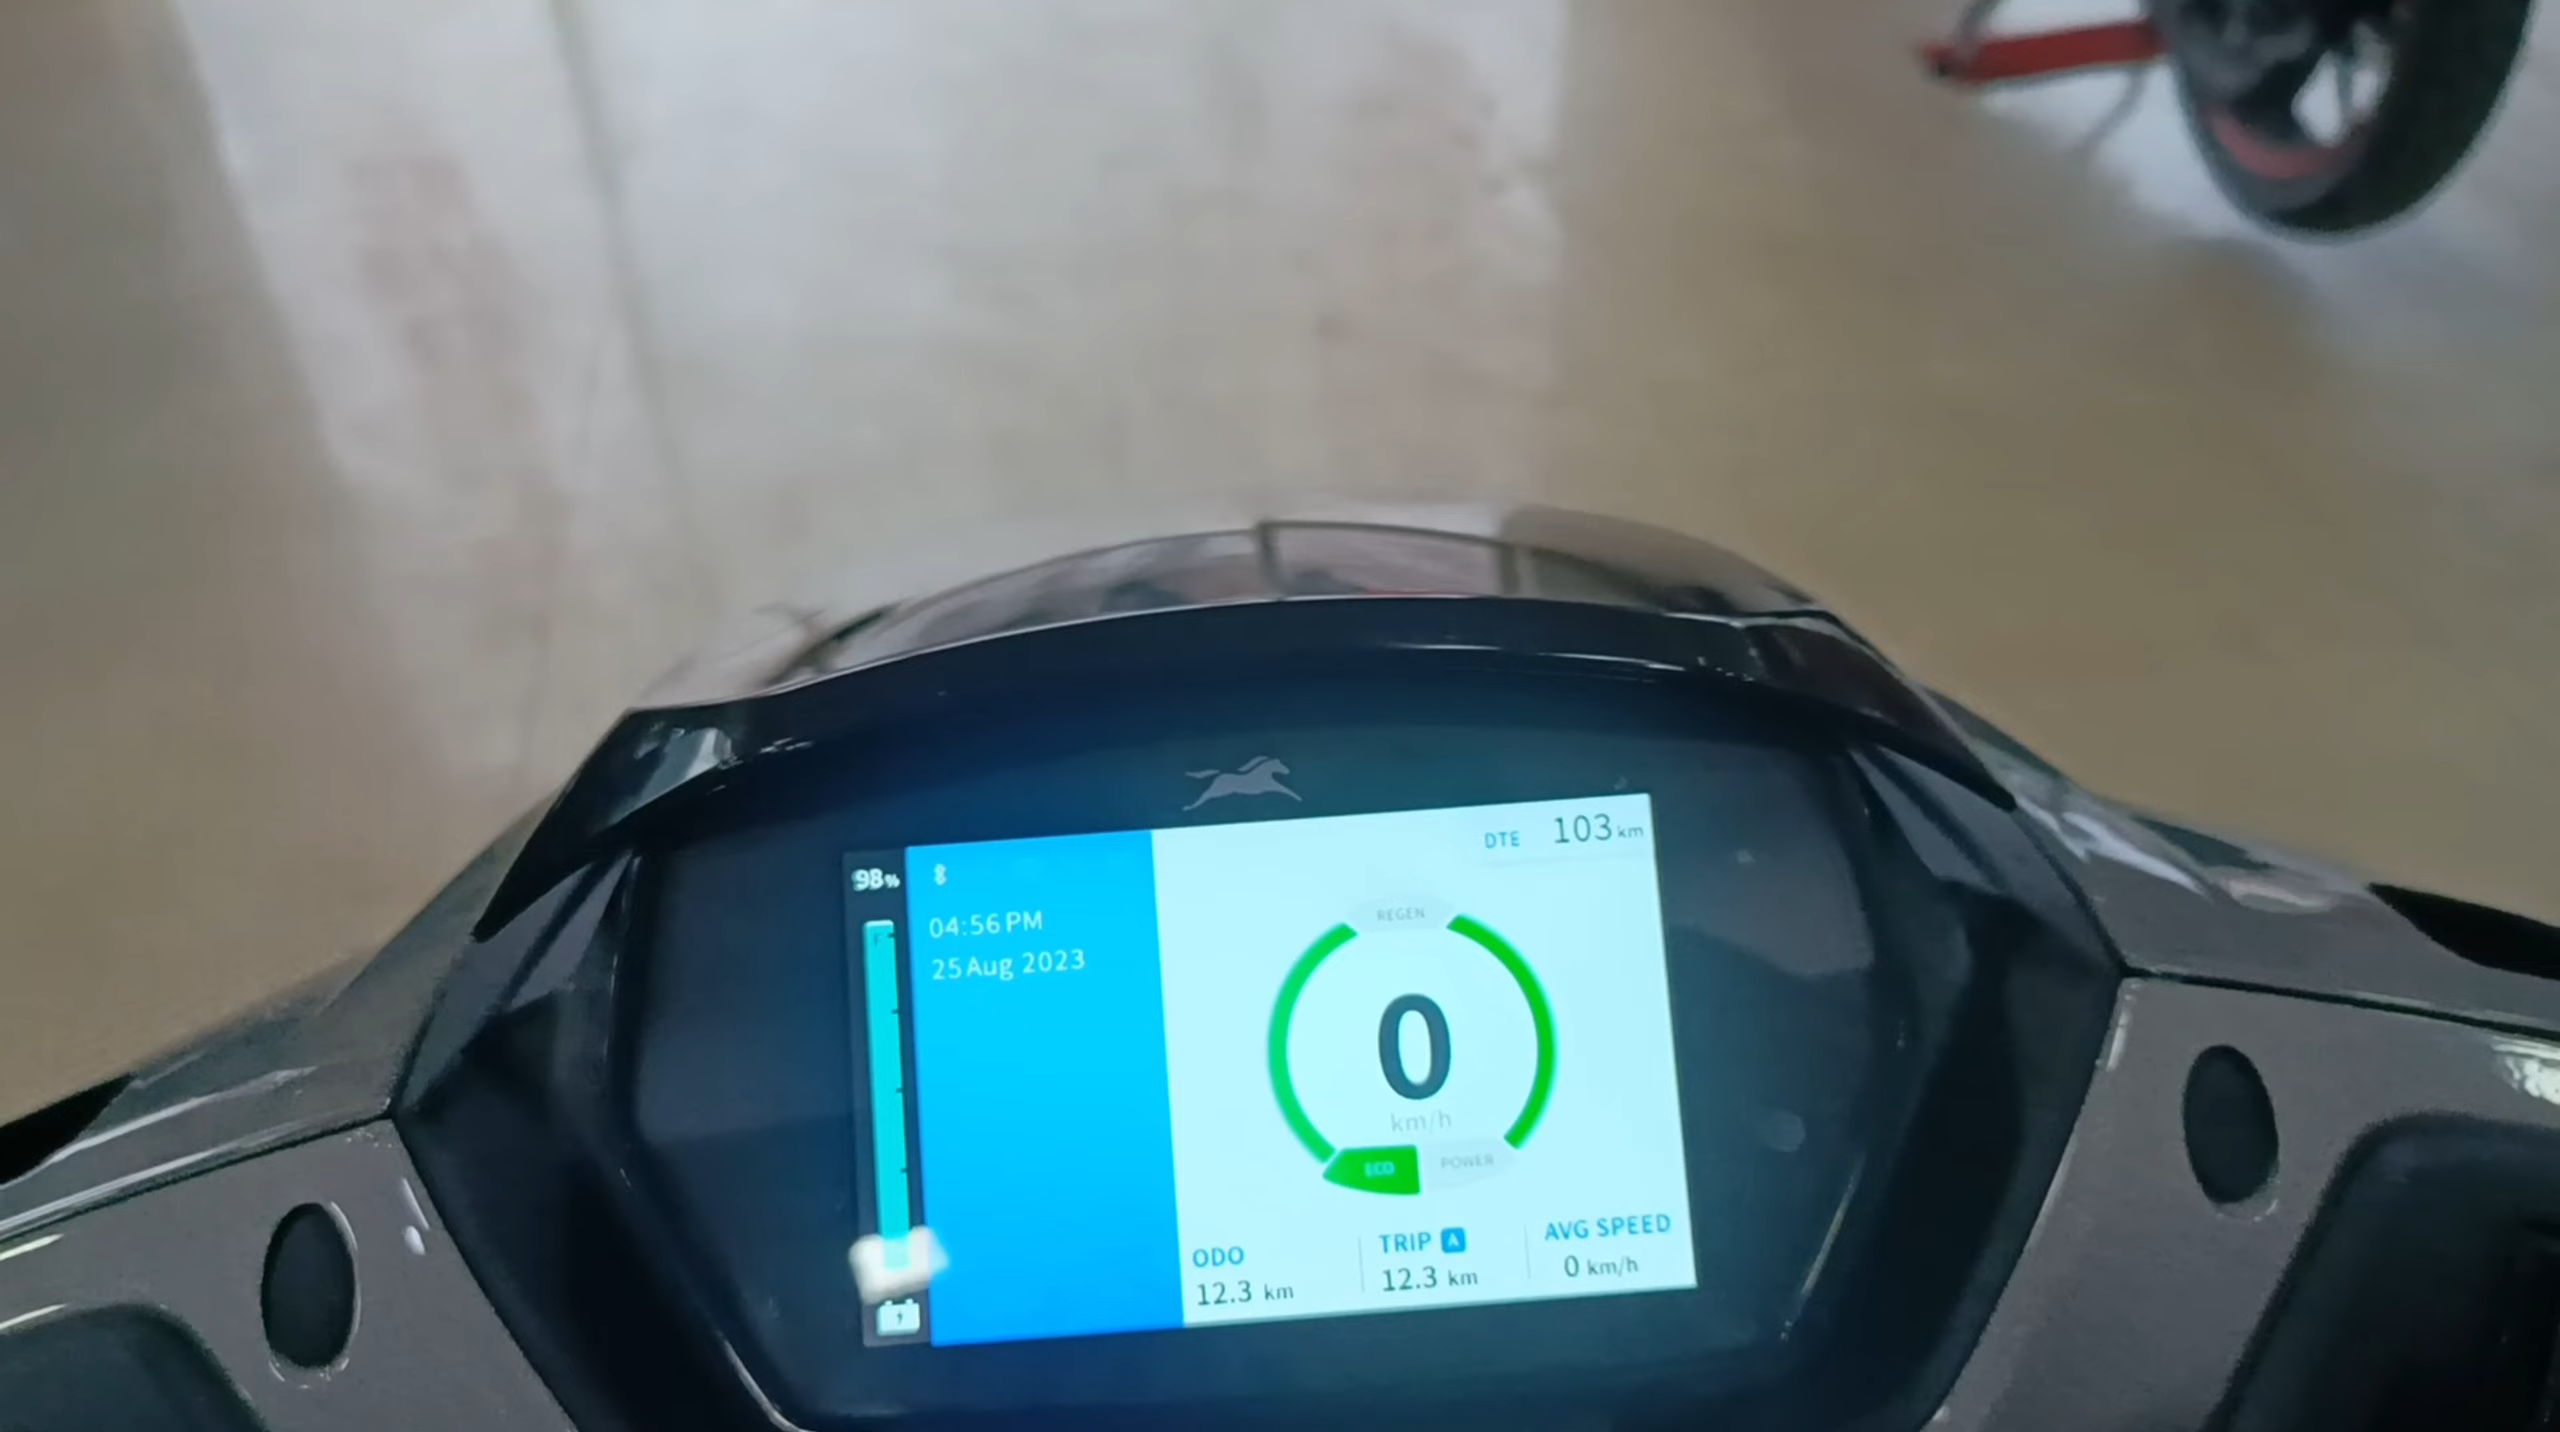 98%
F
04:56 PM
25 Aug 2023
DTE 103 km
REGEN
0
km/h
ECO POWER
ODO
12.3 km
TRIP A
12.3 km
AVG SPEED
0 km/h